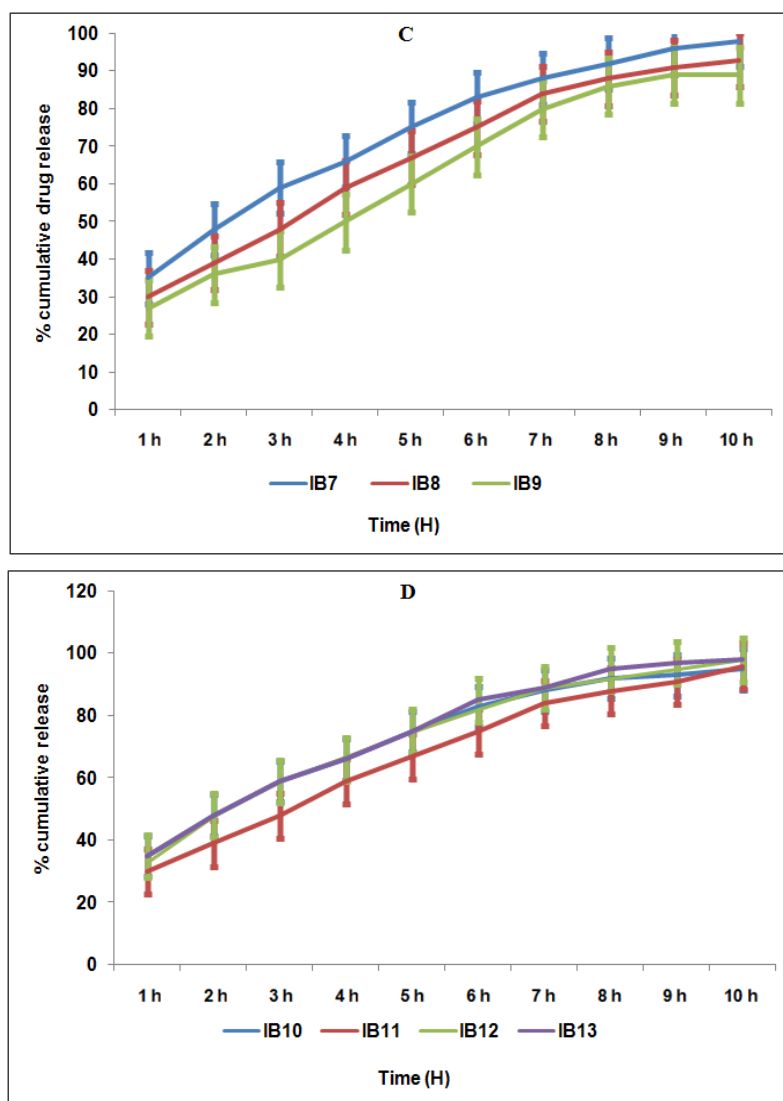 C
% cumulative drug release
100
90
80
70
60
50
40
30
20
10
0
1 h 2 h 3 h 4 h 5 h 6 h 7 h 8 h 9 h 10 h
IB7 IB8 IB9
Time (H)
D
% cumulative release
120
100
80
60
40
20
0
1 h 2 h 3 h 4 h 5 h 6 h 7 h 8 h 9 h 10 h
IB10 IB11 IB12 IB13
Time (H)